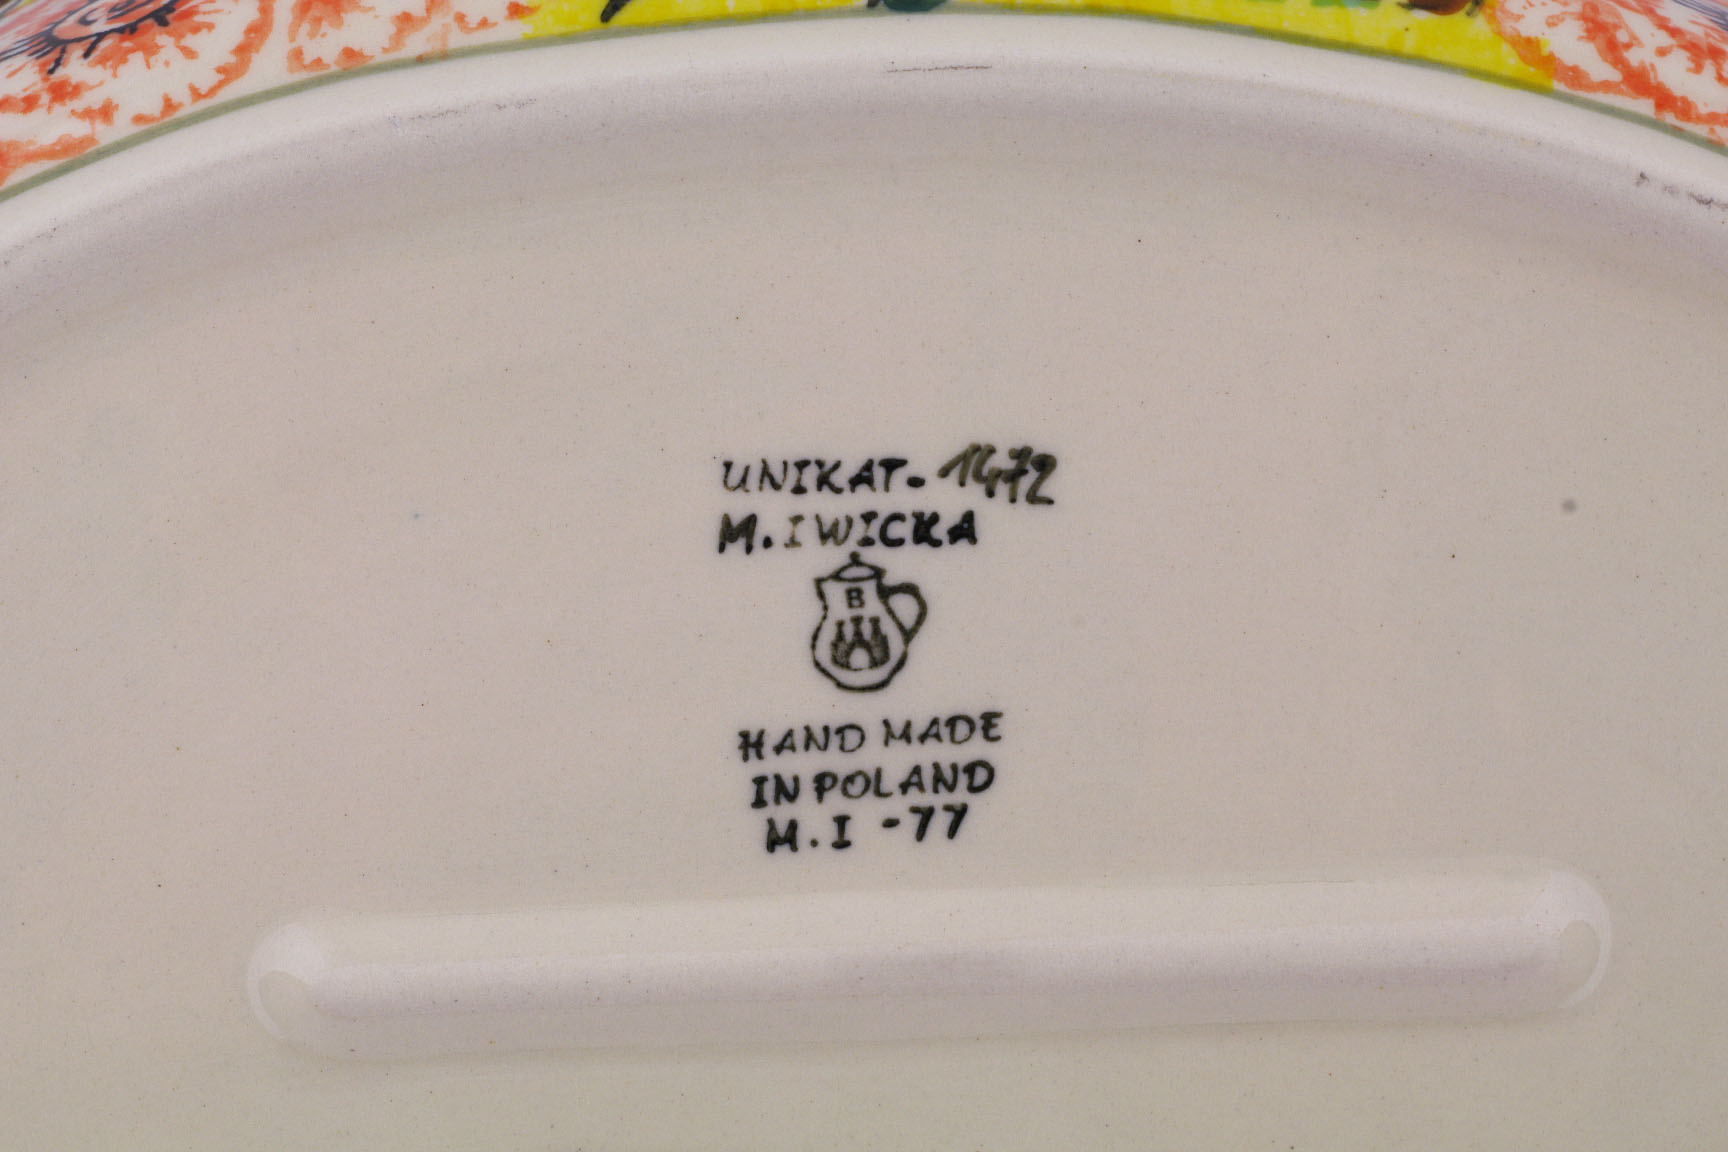 UNIKAT-1472
M. IWICKA
B
HAND MADE
IN POLAND
M.I -77